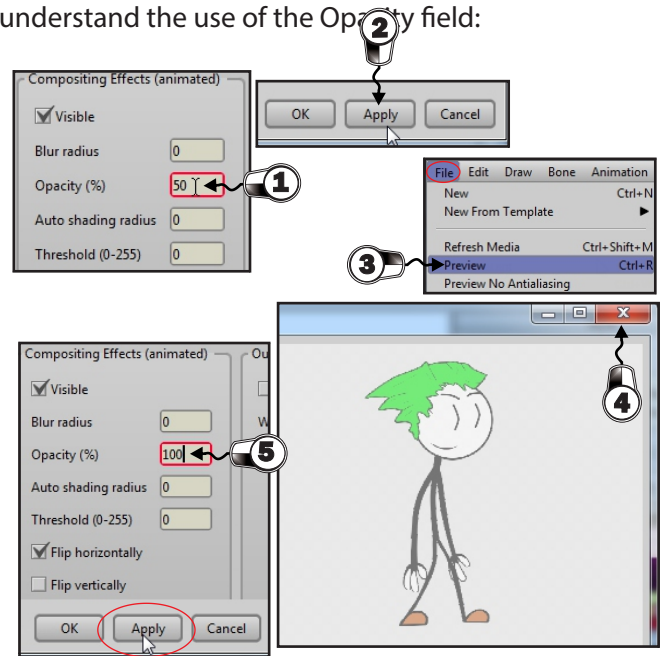 understand the use of the Opacity field:
Compositing Effects (animated)
Visible
Blur radius 0
Opacity (%) 50
Auto shading radius 0
Threshold (0-255) 0
1
2
OK Apply Cancel
File Edit Draw Bone Animation
New Ctrl+N
New From Template
Refresh Media Ctrl+Shift+M
Preview Ctrl+R
Preview No Antialiasing
3
4
Compositing Effects (animated) Ou
Visible
Blur radius 0 W
Opacity (%) 100
Auto shading radius 0
Threshold (0-255) 0
Flip horizontally
Flip vertically
OK Apply Cancel
5